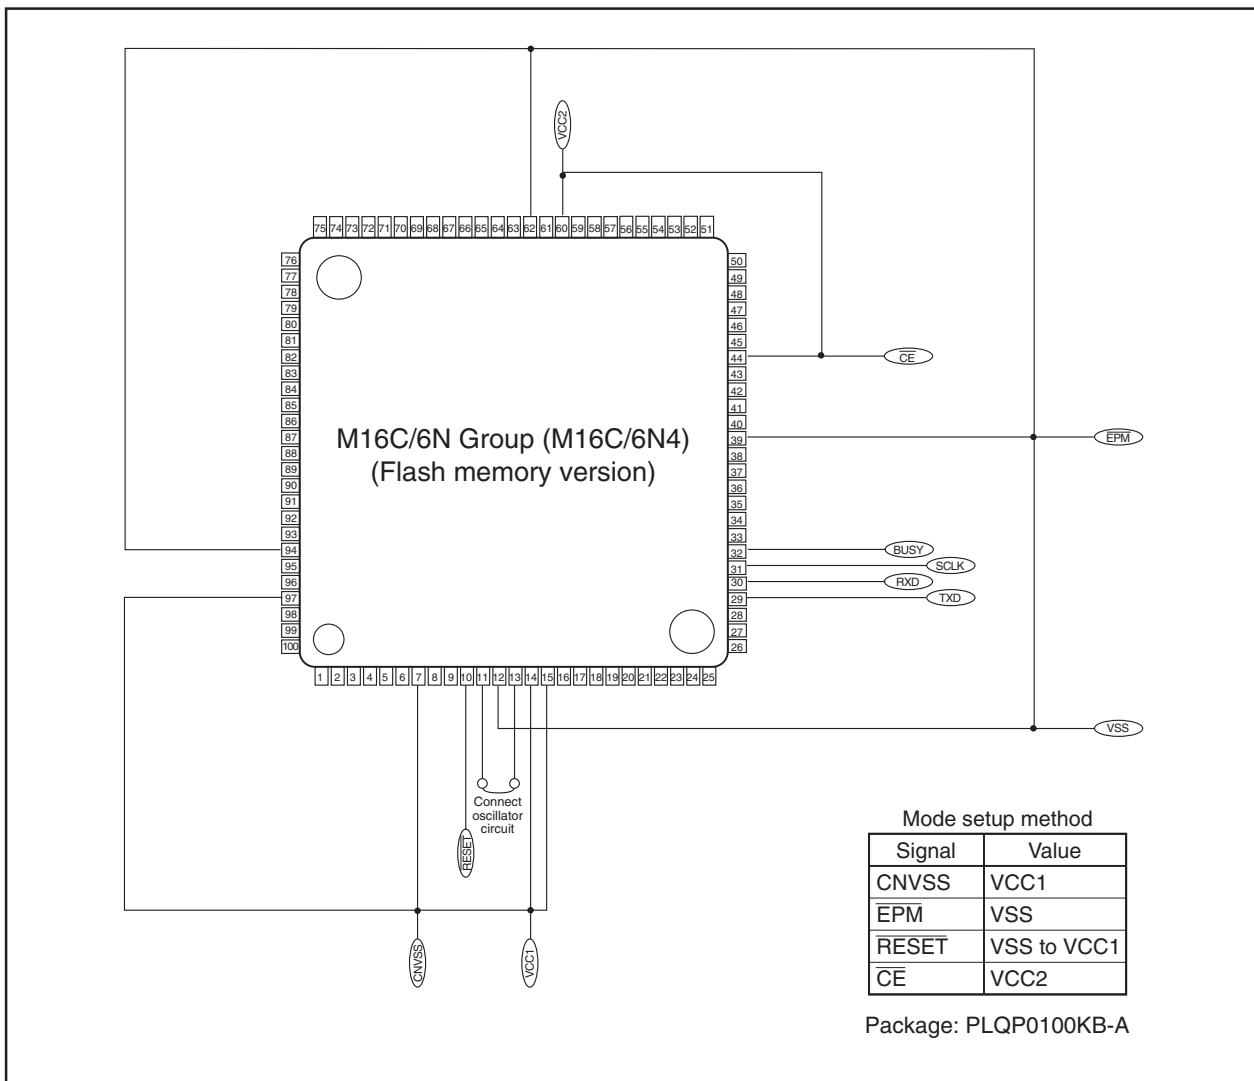 VCC2
75 74 73 72 71 70 69 68 67 66 65 64 63 62 61 60 59 58 57 56 55 54 53 52 51
76
77
78
79
80
81
82
83
84
85
86
87
88
89
90
91
92
93
94
95
96
97
98
99
100
M16C/6N Group (M16C/6N4)
(Flash memory version)
50
49
48
47
46
45
44
43
42
41
40
39
38
37
36
35
34
33
32
31
30
29
28
27
26
CE
EPM
BUSY
SCLK
RXD
TXD
1 2 3 4 5 6 7 8 9 10 11 12 13 14 15 16 17 18 19 20 21 22 23 24 25
VSS
Connect
oscillator
circuit
RESET
CNVSS
VCC1
Mode setup method
Signal Value
CNVSS VCC1
EPM VSS
RESET VSS to VCC1
CE VCC2
Package: PLQP0100KB-A